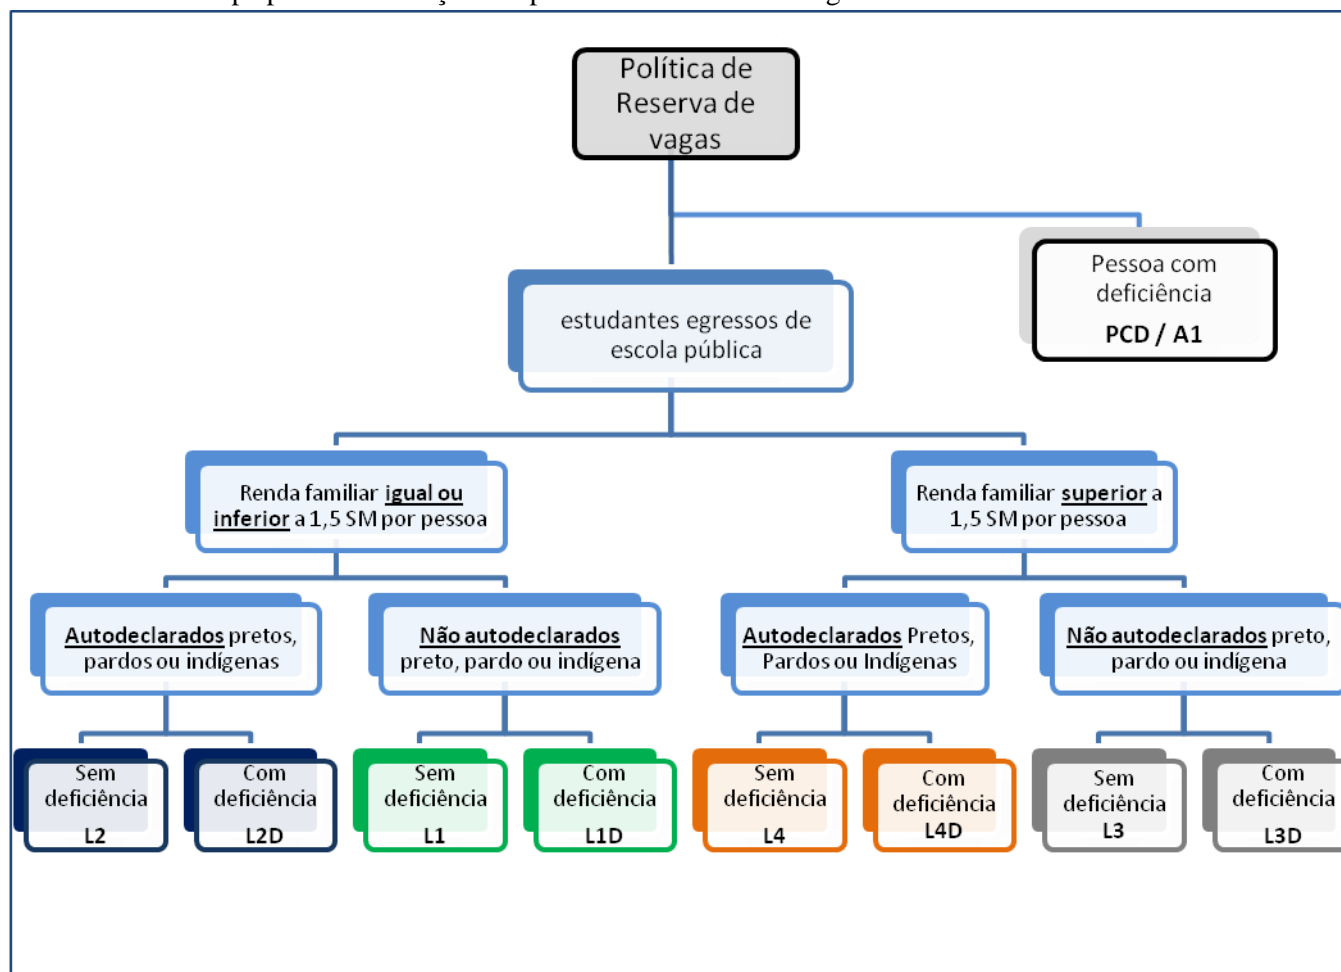 Política de
Reserva de
vagas
Pessoa com
deficiência
PCD / A1
estudantes egressos de
escola pública
Renda familiar igual ou
inferior a 1,5 SM por pessoa
Renda familiar superior a
1,5 SM por pessoa
Autodeclarados pretos,
pardos ou indígenas
Não autodeclarados
preto, pardo ou indígena
Autodeclarados Pretos,
Pardos ou Indígenas
Não autodeclarados preto,
pardo ou indígena
Sem
deficiência
L2
Com
deficiência
L2D
Sem
deficiência
L1
Com
deficiência
L1D
Sem
deficiência
L4
Com
deficiência
L4D
Sem
deficiência
L3
Com
deficiência
L3D